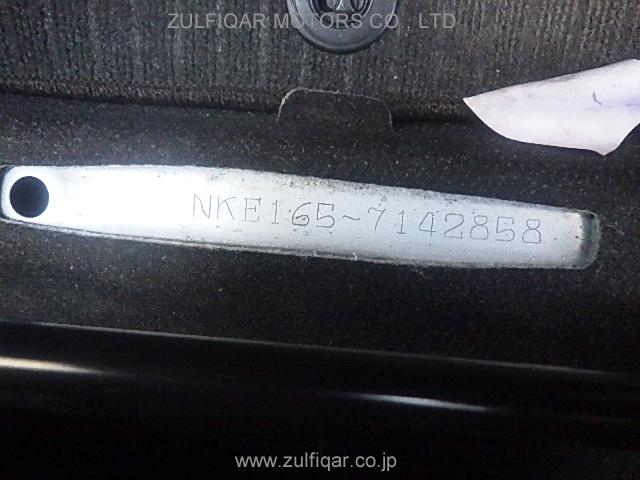 ZULFIQAR MOTORS CO., LTD
NKE165-7142858
www.zulfiqar.co.jp